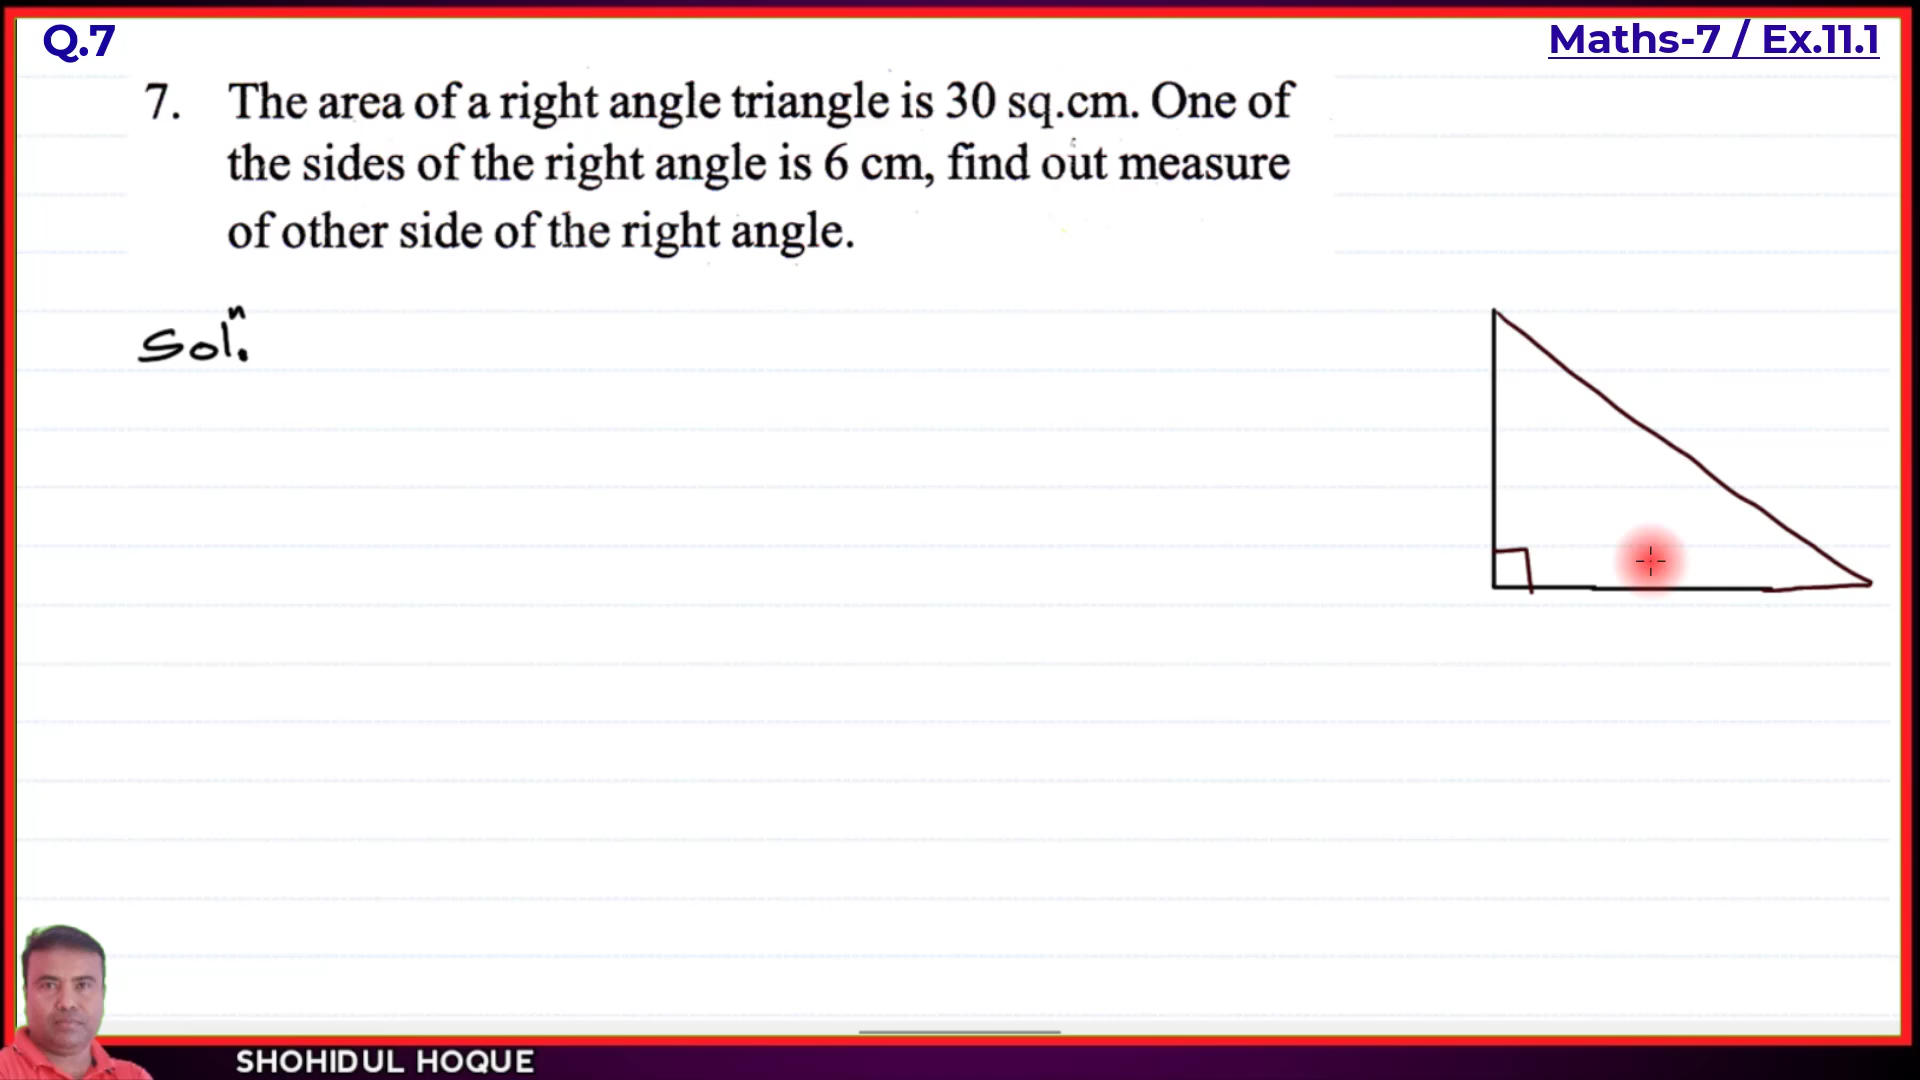 Q.7
Maths-7 / Ex.11.1
7. The area of a right angle triangle is 30 sq.cm. One of
the sides of the right angle is 6 cm, find out measure
of other side of the right angle.
Solⁿ.
SHOHIDUL HOQUE